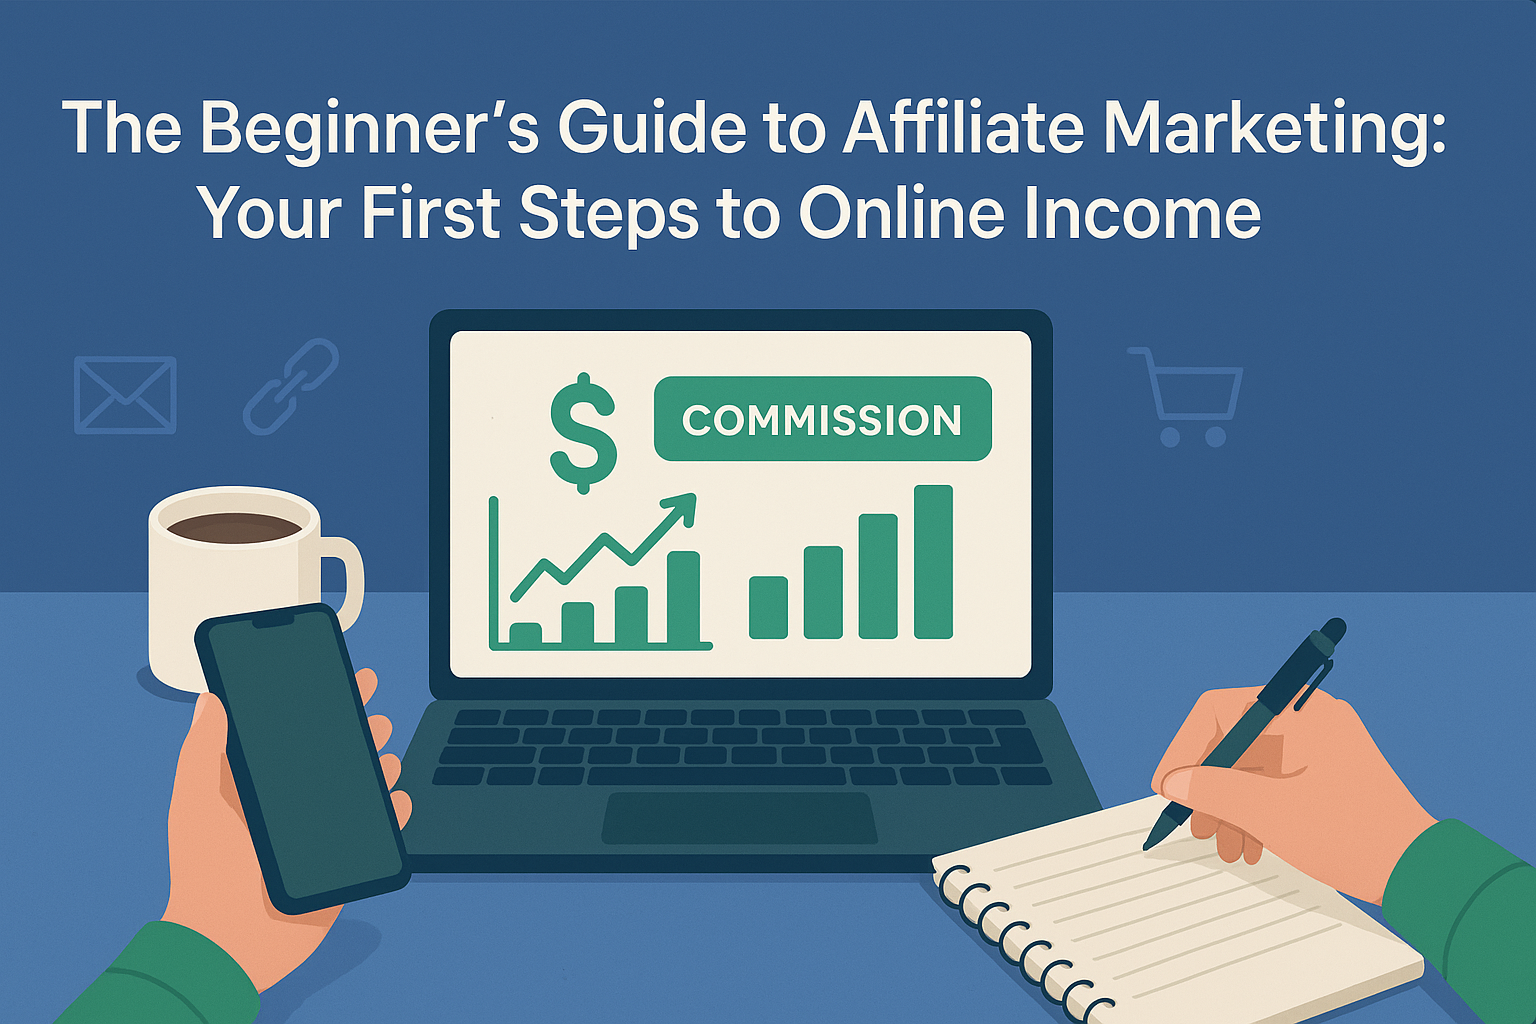 The Beginner’s Guide to Affiliate Marketing:
Your First Steps to Online Income
$
COMMISSION